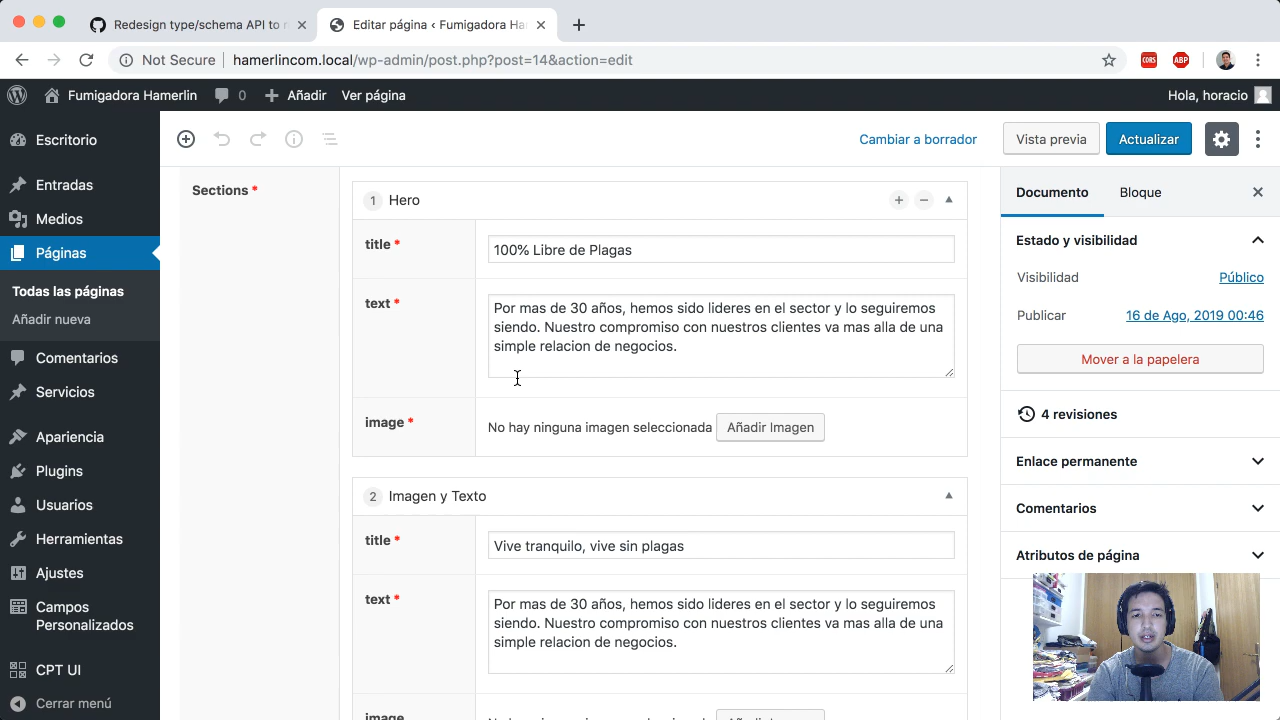 Redesign type/schema API to r
Editar página ‹ Fumigadora Ha
Not Secure
hamerlincom.local/wp-admin/post.php?post=14&action=edit
CORS
ABP
Fumigadora Hamerlin
0
Añadir
Ver página
Hola, horacio
Escritorio
Entradas
Medios
Páginas
Todas las páginas
Añadir nueva
Comentarios
Servicios
Apariencia
Plugins
Usuarios
Herramientas
Ajustes
Campos
Personalizados
CPT UI
Cerrar menú
Cambiar a borrador
Vista previa
Actualizar
Sections *
1 Hero
title *
100% Libre de Plagas
text *
Por mas de 30 años, hemos sido lideres en el sector y lo seguiremos
siendo. Nuestro compromiso con nuestros clientes va mas alla de una
simple relacion de negocios.
image *
No hay ninguna imagen seleccionada
Añadir Imagen
2 Imagen y Texto
title *
Vive tranquilo, vive sin plagas
text *
Por mas de 30 años, hemos sido lideres en el sector y lo seguiremos
siendo. Nuestro compromiso con nuestros clientes va mas alla de una
simple relacion de negocios.
image
Documento
Bloque
Estado y visibilidad
Visibilidad
Público
Publicar
16 de Ago, 2019 00:46
Mover a la papelera
4 revisiones
Enlace permanente
Comentarios
Atributos de página